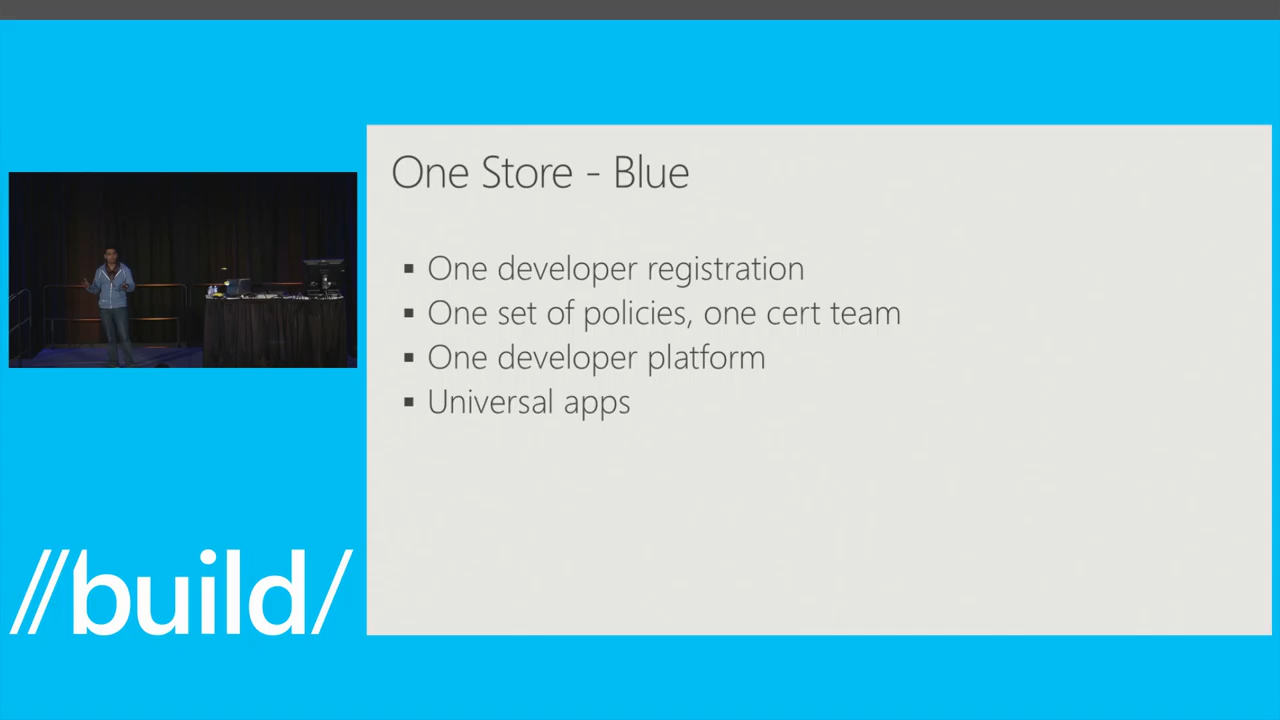 One Store - Blue
▪ One developer registration
▪ One set of policies, one cert team
▪ One developer platform
▪ Universal apps
//build/